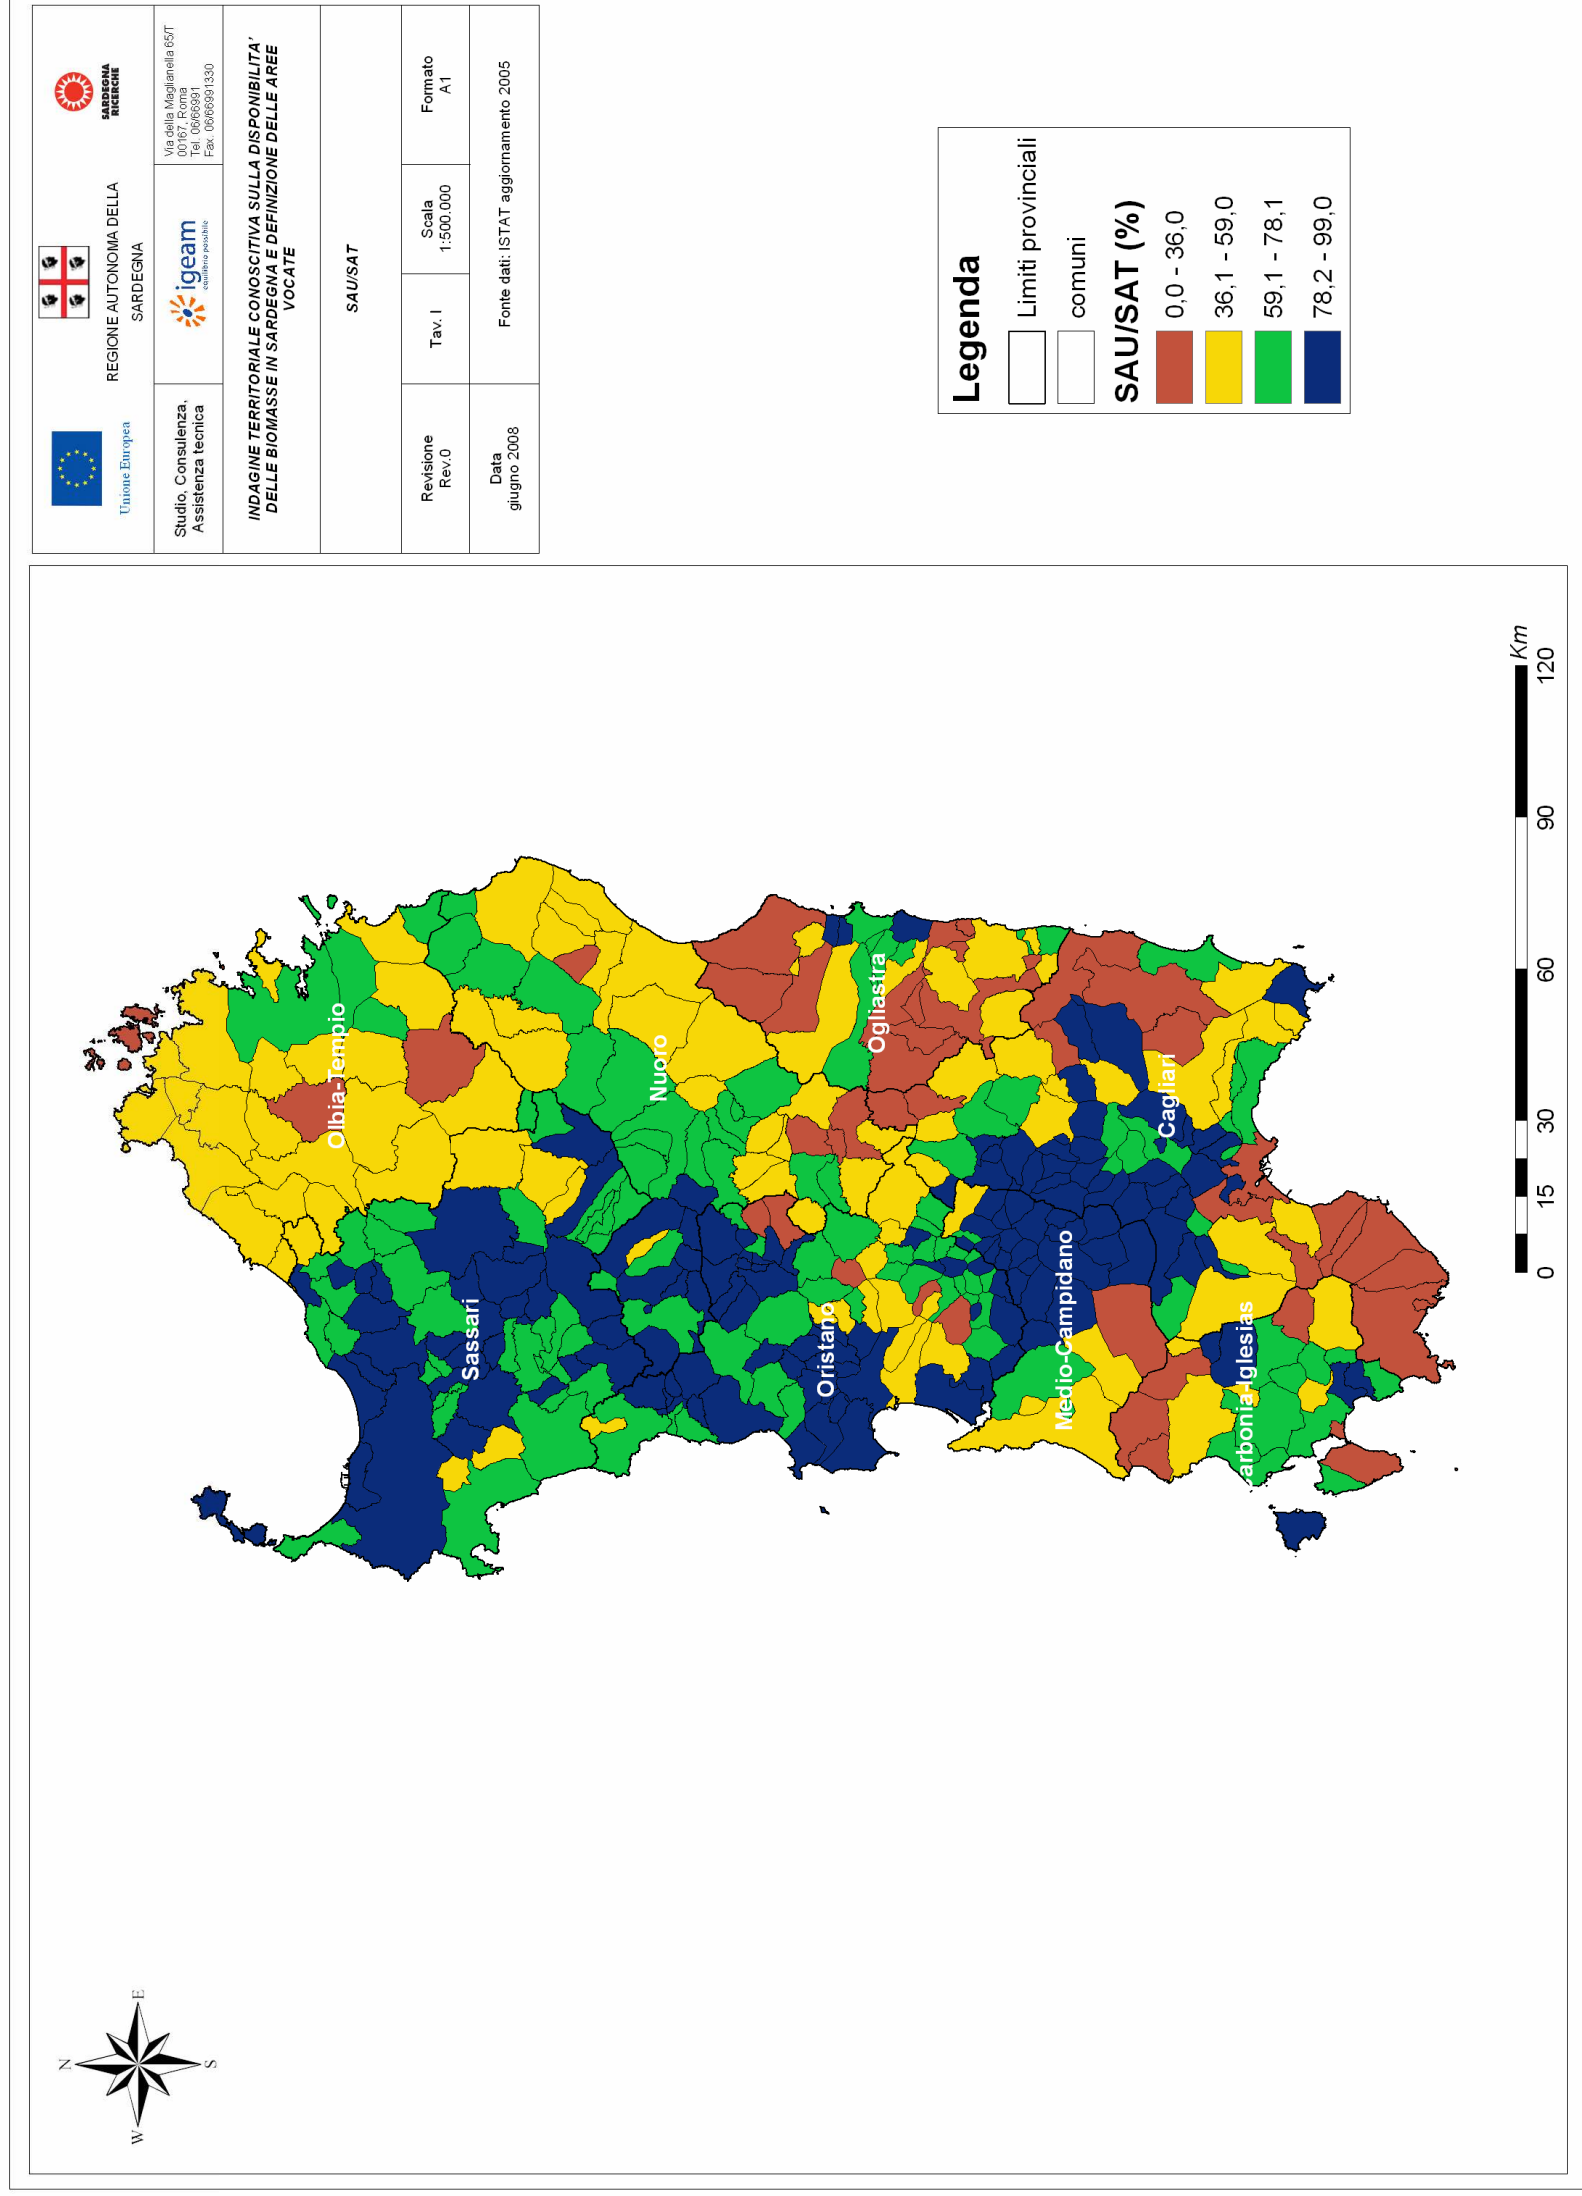 Unione Europea
REGIONE AUTONOMA DELLA
SARDEGNA
SARDEGNA
RICERCHE
Studio, Consulenza,
Assistenza tecnica
igeam
equilibrio possibile
Via della Maglianella 65/T
00167, Roma
Tel. 06/66991
Fax. 06/66991330
INDAGINE TERRITORIALE CONOSCITIVA SULLA DISPONIBILITA'
DELLE BIOMASSE IN SARDEGNA E DEFINIZIONE DELLE AREE
VOCATE
SAU/SAT
Revisione
Rev.0
Tav. I
Scala
1:500.000
Formato
A1
Data
giugno 2008
Fonte dati: ISTAT aggiornamento 2005
Legenda
Limiti provinciali
comuni
SAU/SAT (%)
0,0 - 36,0
36,1 - 59,0
59,1 - 78,1
78,2 - 99,0
Olbia-Tempio
Sassari
Nuoro
Oristano
Ogliastra
Medio-Campidano
Cagliari
arbonia-Iglesias
Km
0 15 30 60 90 120
N
W
E
S